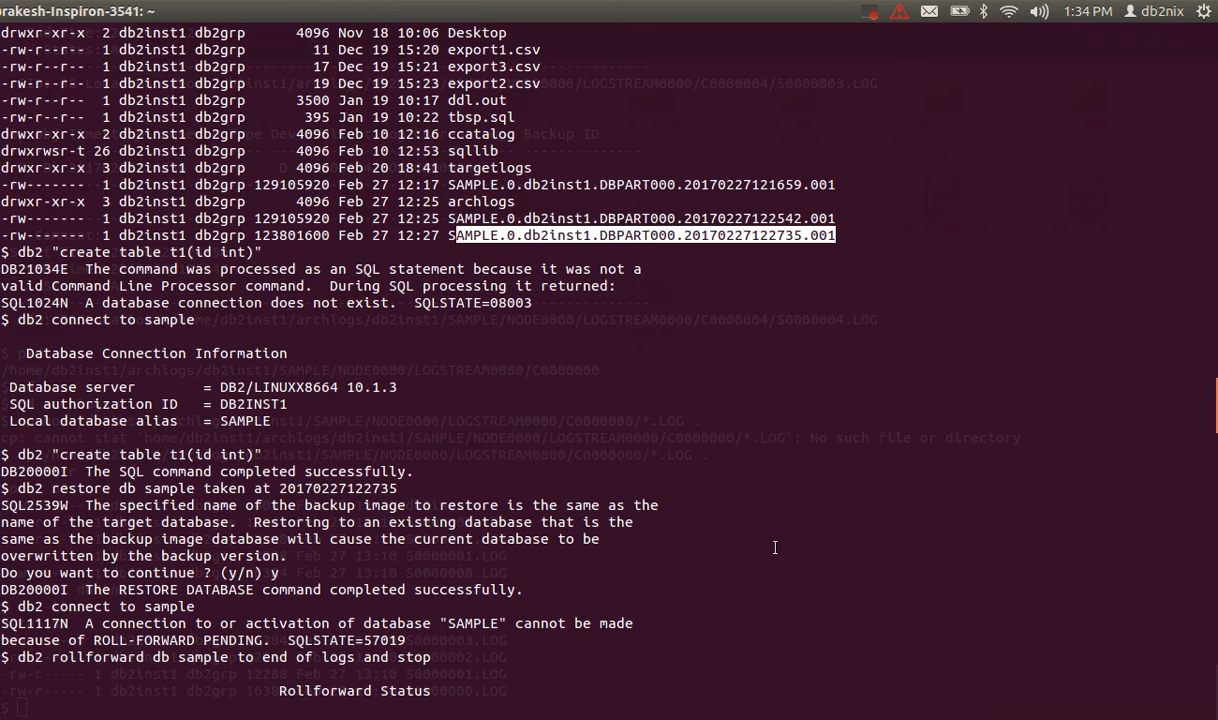 prakesh-Inspiron-3541: ~ 1:34 PM db2nix
drwxr-xr-x 2 db2inst1 db2grp 4096 Nov 18 10:06 Desktop
-rw-r--r-- 1 db2inst1 db2grp 11 Dec 19 15:20 export1.csv
-rw-r--r-- 1 db2inst1 db2grp 17 Dec 19 15:21 export3.csv
-rw-r--r-- 1 db2inst1 db2grp 19 Dec 19 15:23 export2.csv
-rw-r--r-- 1 db2inst1 db2grp 3500 Jan 19 10:17 ddl.out
-rw-r--r-- 1 db2inst1 db2grp 395 Jan 19 10:22 tbsp.sql
drwxr-xr-x 2 db2inst1 db2grp 4096 Feb 10 12:16 ccatalog
drwxrwsr-t 26 db2inst1 db2grp 4096 Feb 10 12:53 sqllib
drwxr-xr-x 3 db2inst1 db2grp 4096 Feb 20 18:41 targetlogs
-rw------- 1 db2inst1 db2grp 129105920 Feb 27 12:17 SAMPLE.0.db2inst1.DBPART000.20170227121659.001
drwxr-xr-x 3 db2inst1 db2grp 4096 Feb 27 12:25 archlogs
-rw------- 1 db2inst1 db2grp 129105920 Feb 27 12:25 SAMPLE.0.db2inst1.DBPART000.20170227122542.001
-rw------- 1 db2inst1 db2grp 123801600 Feb 27 12:27 SAMPLE.0.db2inst1.DBPART000.20170227122735.001
$ db2 "create table t1(id int)"
DB21034E The command was processed as an SQL statement because it was not a
valid Command Line Processor command. During SQL processing it returned:
SQL1024N A database connection does not exist. SQLSTATE=08003
$ db2 connect to sample
Database Connection Information
Database server = DB2/LINUXX8664 10.1.3
SQL authorization ID = DB2INST1
Local database alias = SAMPLE
$ db2 "create table t1(id int)"
DB20000I The SQL command completed successfully.
$ db2 restore db sample taken at 20170227122735
SQL2539W The specified name of the backup image to restore is the same as the
name of the target database. Restoring to an existing database that is the
same as the backup image database will cause the current database to be
overwritten by the backup version.
Do you want to continue ? (y/n) y
DB20000I The RESTORE DATABASE command completed successfully.
$ db2 connect to sample
SQL1117N A connection to or activation of database "SAMPLE" cannot be made
because of ROLL-FORWARD PENDING. SQLSTATE=57019
$ db2 rollforward db sample to end of logs and stop
Rollforward Status